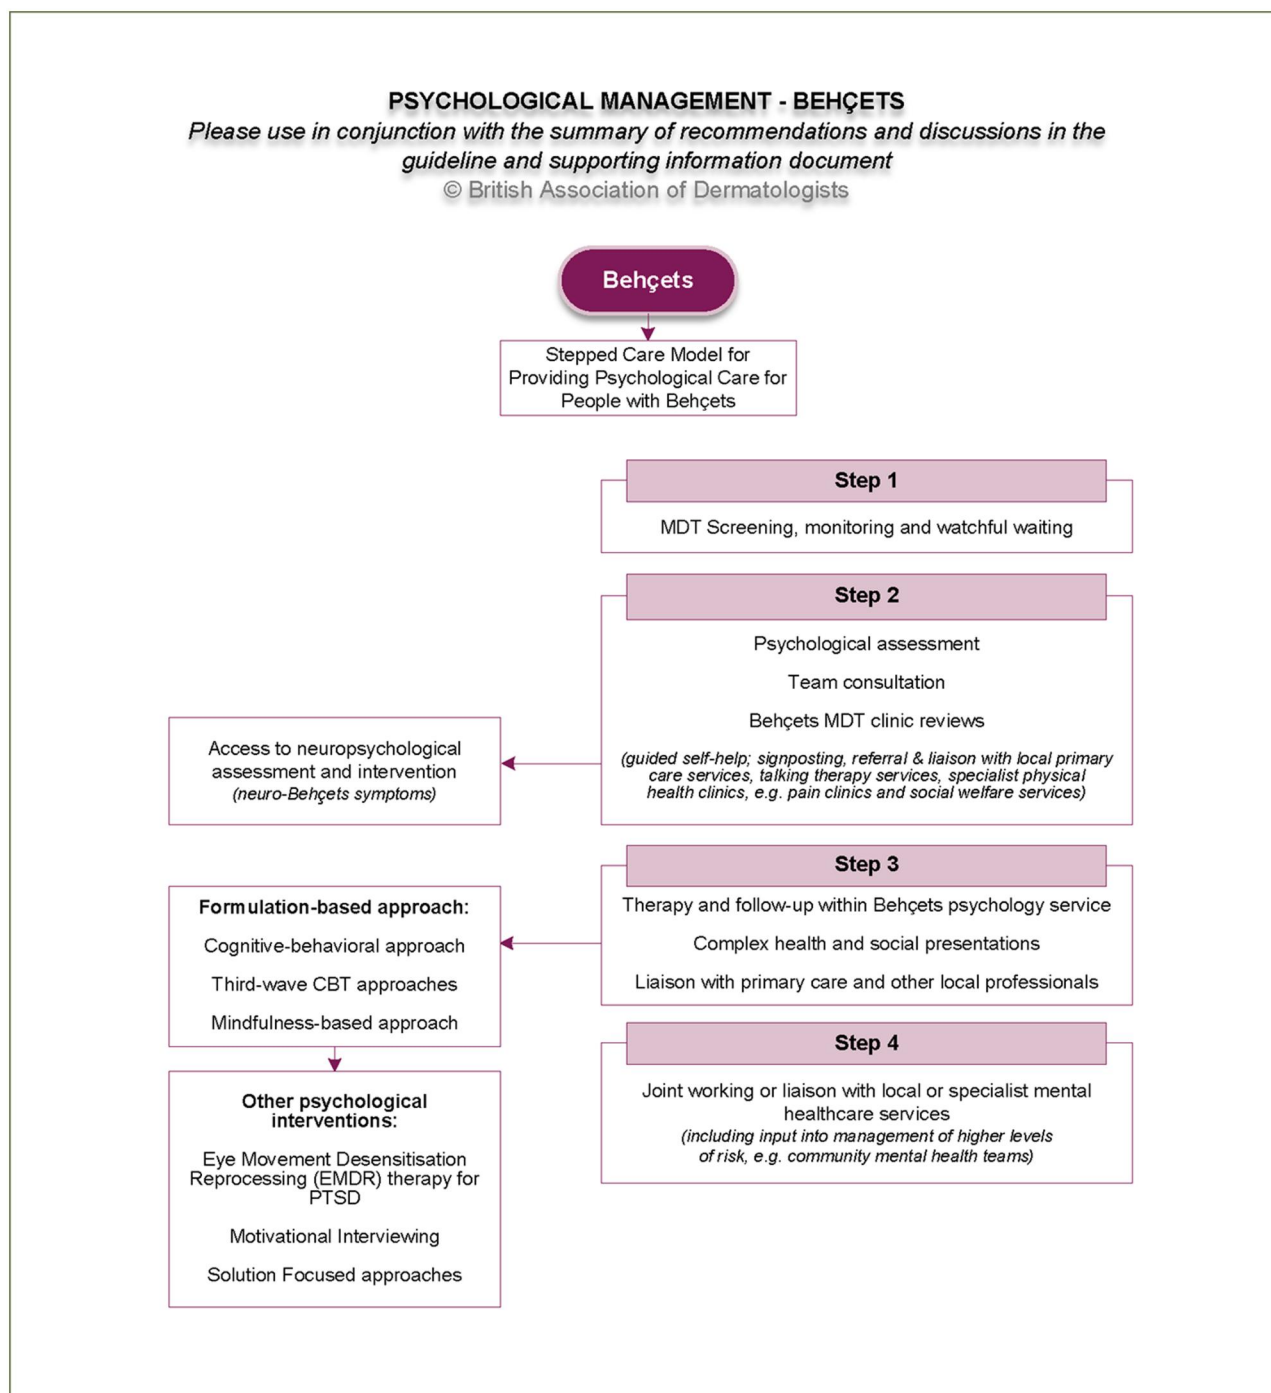 PSYCHOLOGICAL MANAGEMENT - BEHÇETS
Please use in conjunction with the summary of recommendations and discussions in the
guideline and supporting information document
© British Association of Dermatologists
Behçets
Stepped Care Model for
Providing Psychological Care for
People with Behçets
Step 1
MDT Screening, monitoring and watchful waiting
Step 2
Psychological assessment
Team consultation
Behçets MDT clinic reviews
(guided self-help; signposting, referral & liaison with local primary
care services, talking therapy services, specialist physical
health clinics, e.g. pain clinics and social welfare services)
Access to neuropsychological
assessment and intervention
(neuro-Behçets symptoms)
Step 3
Therapy and follow-up within Behçets psychology service
Complex health and social presentations
Liaison with primary care and other local professionals
Formulation-based approach:
Cognitive-behavioral approach
Third-wave CBT approaches
Mindfulness-based approach
Other psychological
interventions:
Eye Movement Desensitisation
Reprocessing (EMDR) therapy for
PTSD
Motivational Interviewing
Solution Focused approaches
Step 4
Joint working or liaison with local or specialist mental
healthcare services
(including input into management of higher levels
of risk, e.g. community mental health teams)